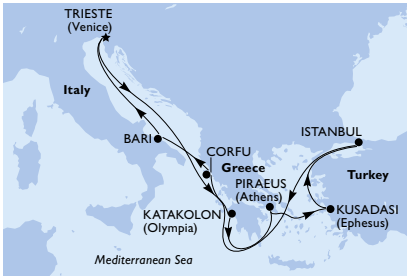 TRIESTE
(Venice)
Italy
ISTANBUL
BARI
CORFU
Greece
PIRAEUS
(Athens)
Turkey
KATAKOLON
(Olympia)
KUSADASI
(Ephesus)
Mediterranean Sea